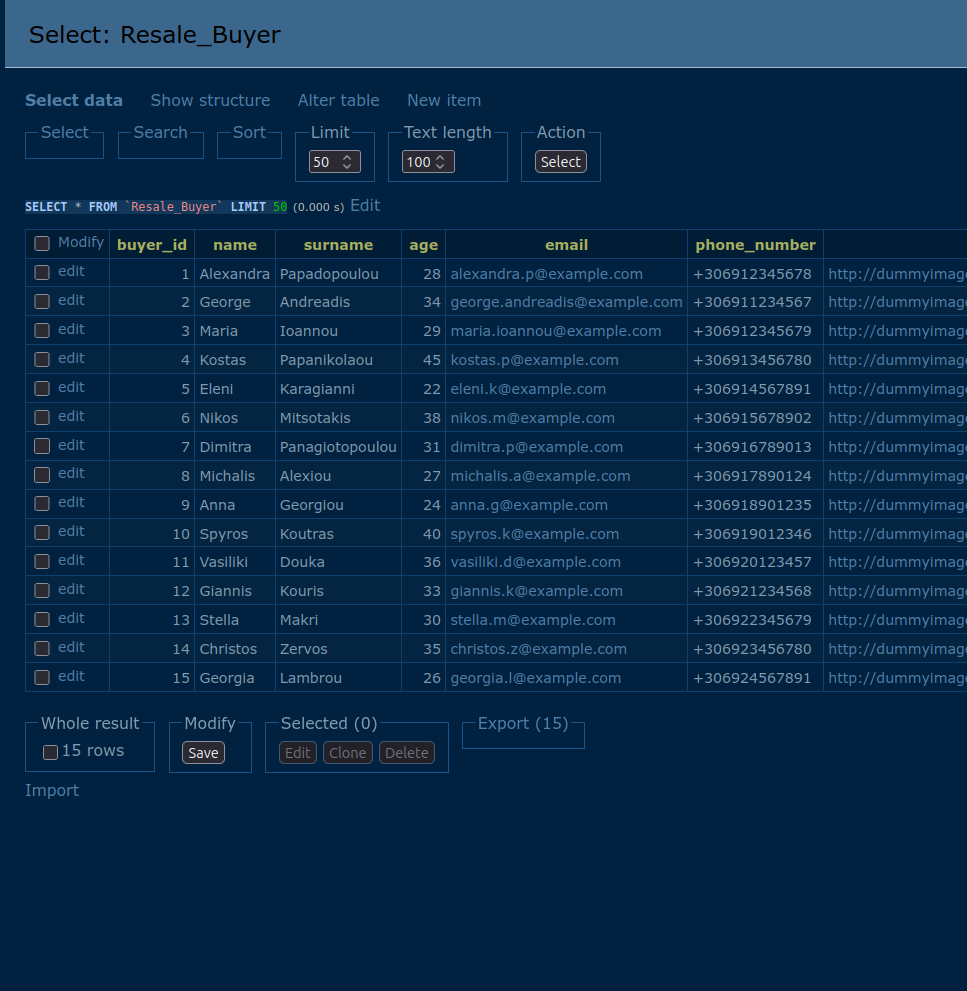 Select: Resale_Buyer
Select data Show structure Alter table New item
Select Search Sort Limit Text length Action
50 100 Select
SELECT * FROM `Resale_Buyer` LIMIT 50 (0.000 s) Edit
Modify buyer_id name surname age email phone_number
edit 1 Alexandra Papadopoulou 28 alexandra.p@example.com +306912345678 http://dummyimag
edit 2 George Andreadis 34 george.andreadis@example.com +306911234567 http://dummyimag
edit 3 Maria Ioannou 29 maria.ioannou@example.com +306912345679 http://dummyimag
edit 4 Kostas Papanikolaou 45 kostas.p@example.com +306913456780 http://dummyimag
edit 5 Eleni Karagianni 22 eleni.k@example.com +306914567891 http://dummyimag
edit 6 Nikos Mitsotakis 38 nikos.m@example.com +306915678902 http://dummyimag
edit 7 Dimitra Panagiotopoulou 31 dimitra.p@example.com +306916789013 http://dummyimag
edit 8 Michalis Alexiou 27 michalis.a@example.com +306917890124 http://dummyimag
edit 9 Anna Georgiou 24 anna.g@example.com +306918901235 http://dummyimag
edit 10 Spyros Koutras 40 spyros.k@example.com +306919012346 http://dummyimag
edit 11 Vasiliki Douka 36 vasiliki.d@example.com +306920123457 http://dummyimag
edit 12 Giannis Kouris 33 giannis.k@example.com +306921234568 http://dummyimag
edit 13 Stella Makri 30 stella.m@example.com +306922345679 http://dummyimag
edit 14 Christos Zervos 35 christos.z@example.com +306923456780 http://dummyimag
edit 15 Georgia Lambrou 26 georgia.l@example.com +306924567891 http://dummyimag
Whole result Modify Selected (0) Export (15)
15 rows Save Edit Clone Delete
Import